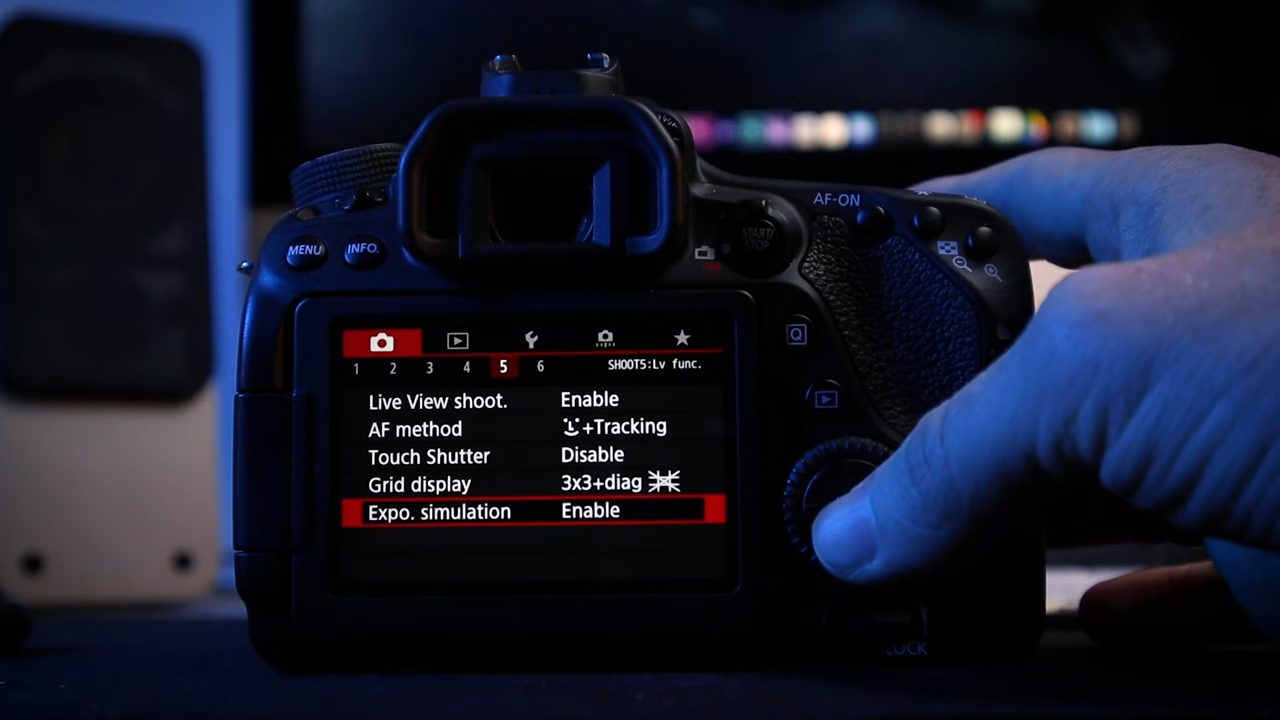 AF-ON
START/
STOP
MENU INFO.
Q
1 2 3 4 5 6 SHOOT5:Lv func.
Live View shoot. Enable
AF method +Tracking
Touch Shutter Disable
Grid display 3x3+diag
Expo. simulation Enable
LOCK